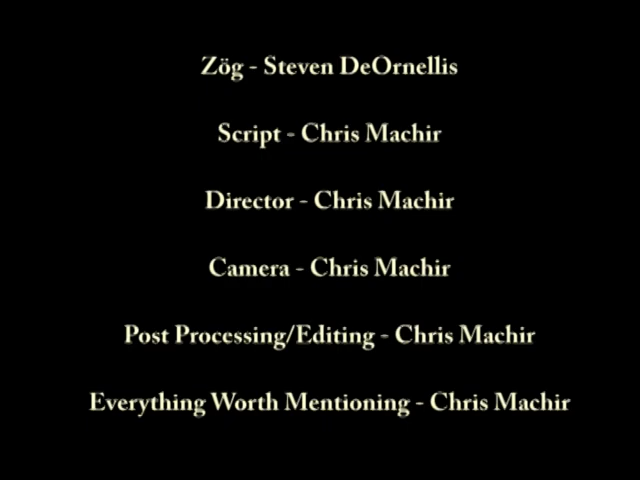 Zög - Steven DeOrnellis
Script - Chris Machir
Director - Chris Machir
Camera - Chris Machir
Post Processing/Editing - Chris Machir
Everything Worth Mentioning - Chris Machir